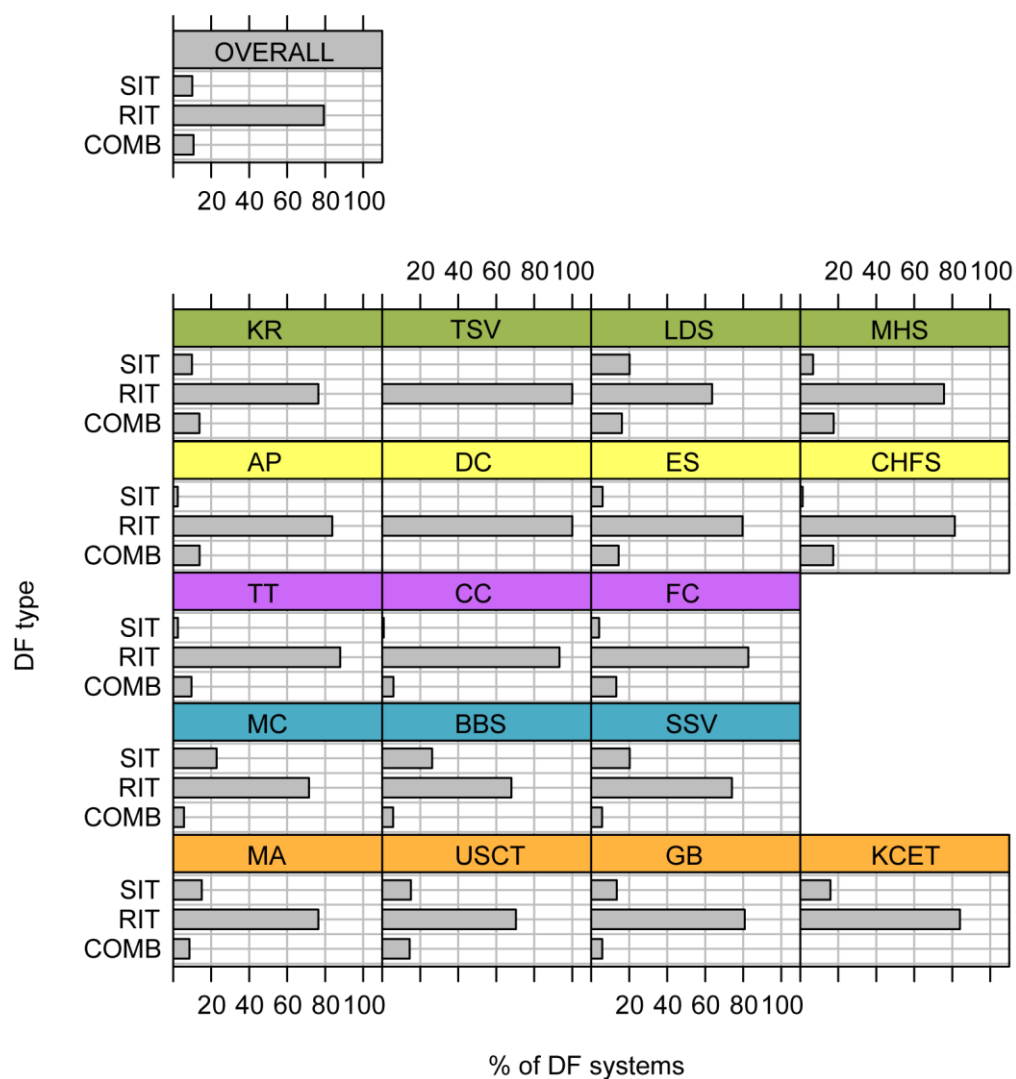 OVERALL
SIT
RIT
COMB
20 40 60 80 100
20 40 60 80 100 20 40 60 80 100
KR TSV LDS MHS
SIT
RIT
COMB
AP DC ES CHFS
SIT
RIT
COMB
TT CC FC
SIT
RIT
COMB
MC BBS SSV
SIT
RIT
COMB
MA USCT GB KCET
SIT
RIT
COMB
20 40 60 80 100 20 40 60 80 100
DF type
% of DF systems